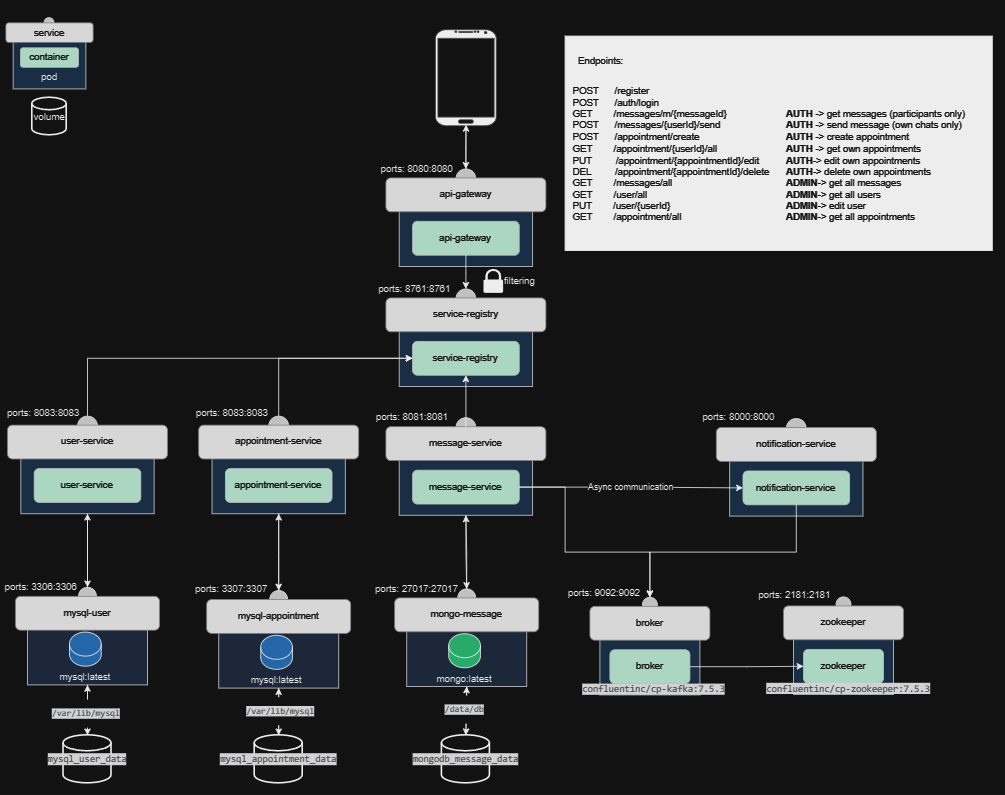 service
container
pod
volume
Endpoints:
POST /register
POST /auth/login
GET /messages/m/{messageId} AUTH -> get messages (participants only)
POST /messages/{userId}/send AUTH -> send message (own chats only)
POST /appointment/create AUTH -> create appointment
GET /appointment/{userId}/all AUTH -> get own appointments
PUT /appointment/{appointmentId}/edit AUTH-> edit own appointments
DEL /appointment/{appointmentId}/delete AUTH-> delete own appointments
GET /messages/all ADMIN-> get all messages
GET /user/all ADMIN-> get all users
PUT /user/{userId} ADMIN-> edit user
GET /appointment/all ADMIN-> get all appointments
ports: 8080:8080
api-gateway
api-gateway
filtering
ports: 8761:8761
service-registry
service-registry
ports: 8083:8083
ports: 8083:8083
ports: 8081:8081
ports: 8000:8000
user-service
appointment-service
message-service
notification-service
user-service
appointment-service
message-service
Async communication
notification-service
ports: 3306:3306
ports: 3307:3307
ports: 27017:27017
ports: 9092:9092
ports: 2181:2181
mysql-user
mysql-appointment
mongo-message
broker
zookeeper
broker
zookeeper
mysql:latest
mysql:latest
mongo:latest
confluentinc/cp-kafka:7.5.3
confluentinc/cp-zookeeper:7.5.3
/var/lib/mysql
/var/lib/mysql
/data/db
mysql_user_data
mysql_appointment_data
mongodb_message_data